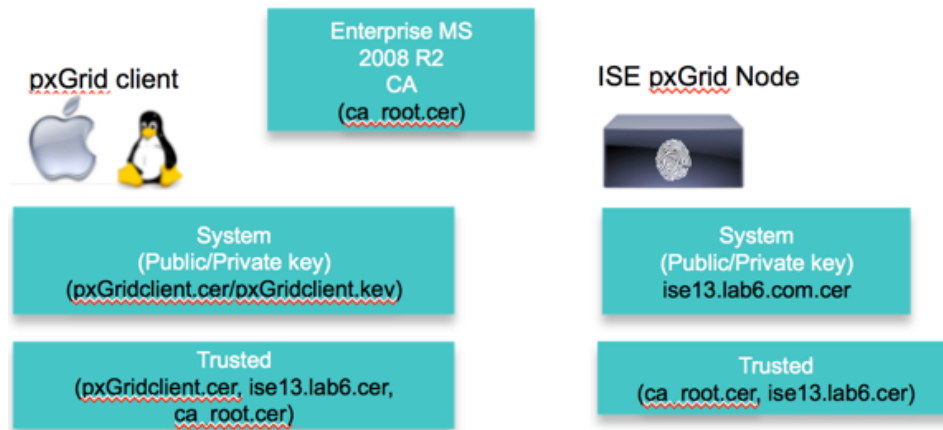 Enterprise MS
2008 R2
CA
(ca_root.cer)
pxGrid client
ISE pxGrid Node
System
(Public/Private key)
(pxGridclient.cer/pxGridclient.key)
System
(Public/Private key)
ise13.lab6.com.cer
Trusted
(pxGridclient.cer, ise13.lab6.cer,
ca_root.cer)
Trusted
(ca_root.cer, ise13.lab6.cer)